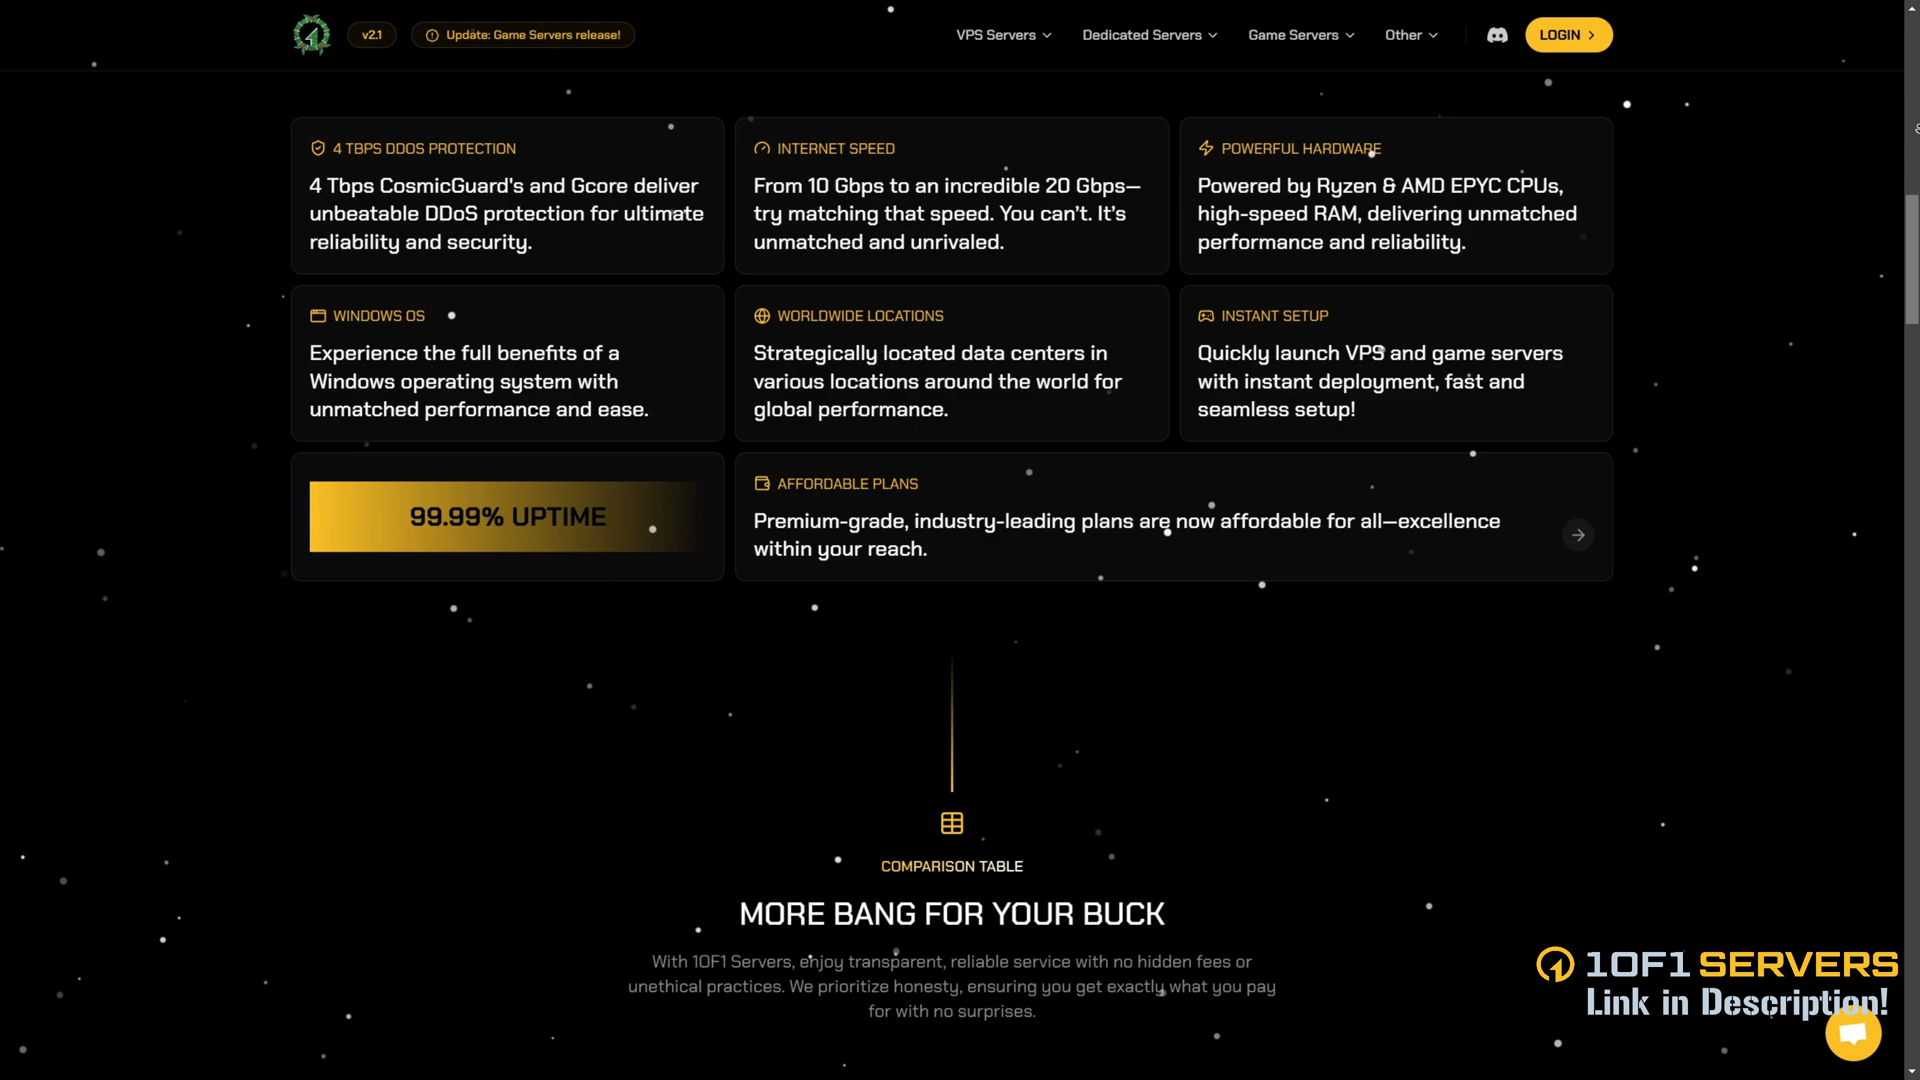 v2.1
Update: Game Servers release!
VPS Servers
Dedicated Servers
Game Servers
Other
LOGIN
4 TBPS DDOS PROTECTION
4 Tbps CosmicGuard's and Gcore deliver
unbeatable DDoS protection for ultimate
reliability and security.
INTERNET SPEED
From 10 Gbps to an incredible 20 Gbps—
try matching that speed. You can't. It's
unmatched and unrivaled.
POWERFUL HARDWARE
Powered by Ryzen & AMD EPYC CPUs,
high-speed RAM, delivering unmatched
performance and reliability.
WINDOWS OS
Experience the full benefits of a
Windows operating system with
unmatched performance and ease.
WORLDWIDE LOCATIONS
Strategically located data centers in
various locations around the world for
global performance.
INSTANT SETUP
Quickly launch VPS and game servers
with instant deployment, fast and
seamless setup!
99.99% UPTIME
AFFORDABLE PLANS
Premium-grade, industry-leading plans are now affordable for all—excellence
within your reach.
COMPARISON TABLE
MORE BANG FOR YOUR BUCK
With 1OF1 Servers, enjoy transparent, reliable service with no hidden fees or
unethical practices. We prioritize honesty, ensuring you get exactly what you pay
for with no surprises.
1OF1 SERVERS
Link in Description!